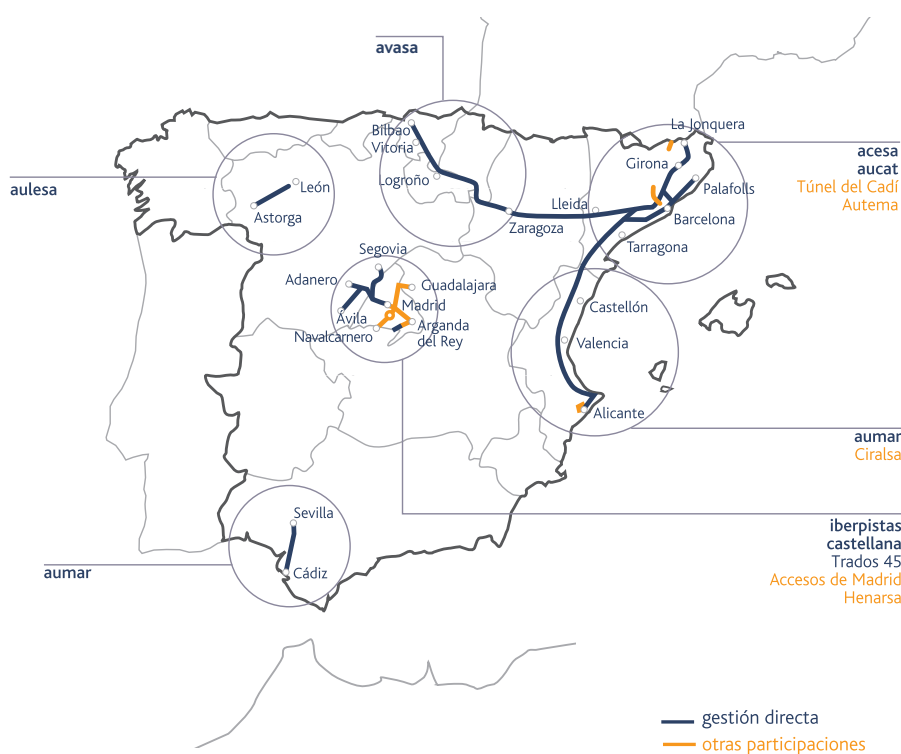 avasa
La Jonquera
Bilbao
Vitoria
acesa
aucat
Túnel del Cadí
Autema
Girona
Logroño
Palafolls
aulesa
León
Astorga
Lleida
Zaragoza
Barcelona
Tarragona
Segovia
Adanero
Guadalajara
Madrid
Ávila
Navalcarnero
Arganda
del Rey
Castellón
Valencia
Alicante
aumar
Ciralsa
Sevilla
Cádiz
aumar
iberpistas
castellana
Trados 45
Accesos de Madrid
Henarsa
gestión directa
otras participaciones